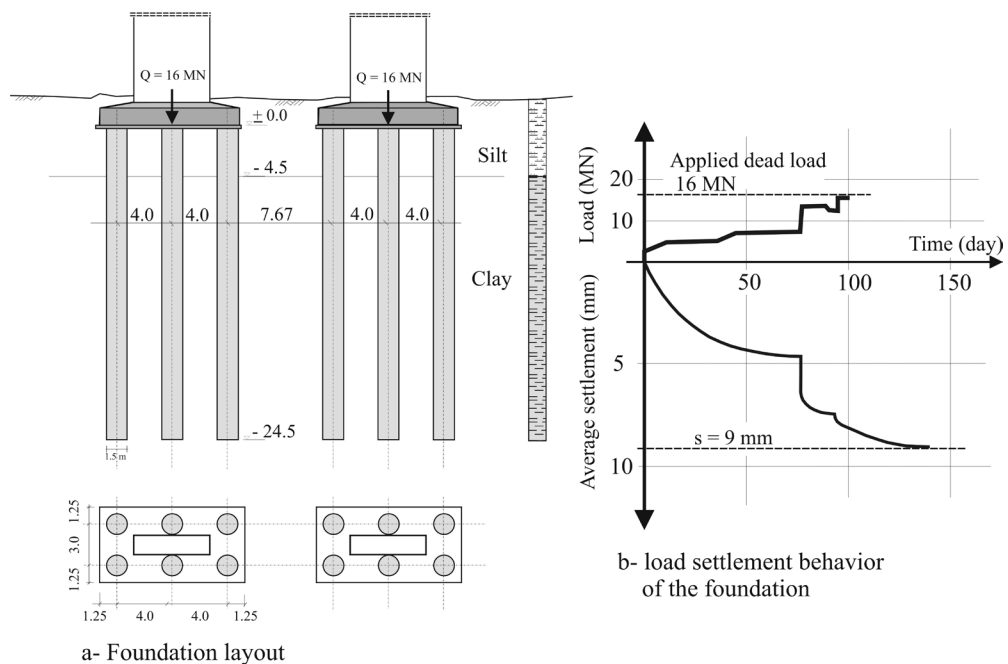 Q = 16 MN
Q = 16 MN
± 0.0
Silt
- 4.5
4.0
4.0
7.67
4.0
4.0
Clay
- 24.5
1.5 m
1.25
3.0
1.25
1.25
4.0
4.0
1.25
a- Foundation layout
Load (MN)
20
10
Applied dead load
16 MN
Time (day)
50
100
150
Average settlement (mm)
5
10
s = 9 mm
b- load settlement behavior
of the foundation